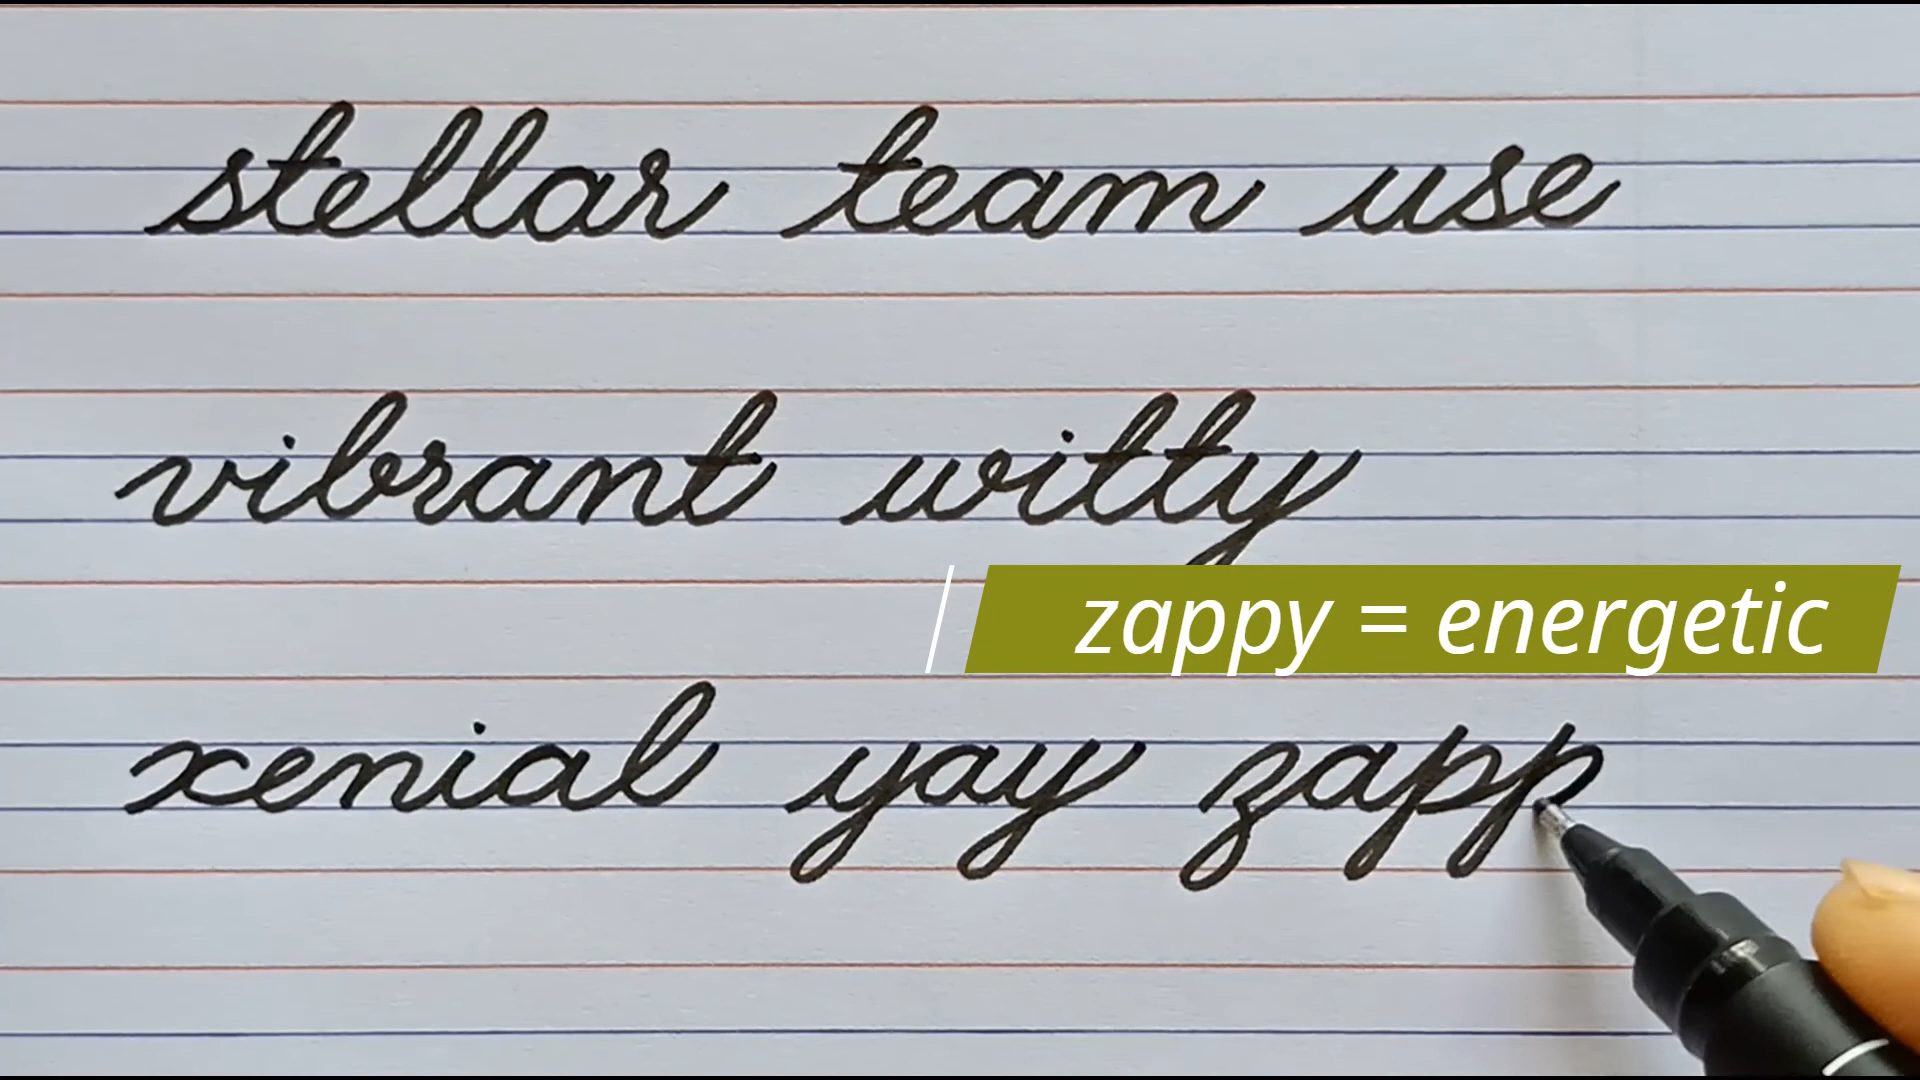 stellar team use
vibrant witty
zappy = energetic
xenial yay zapp